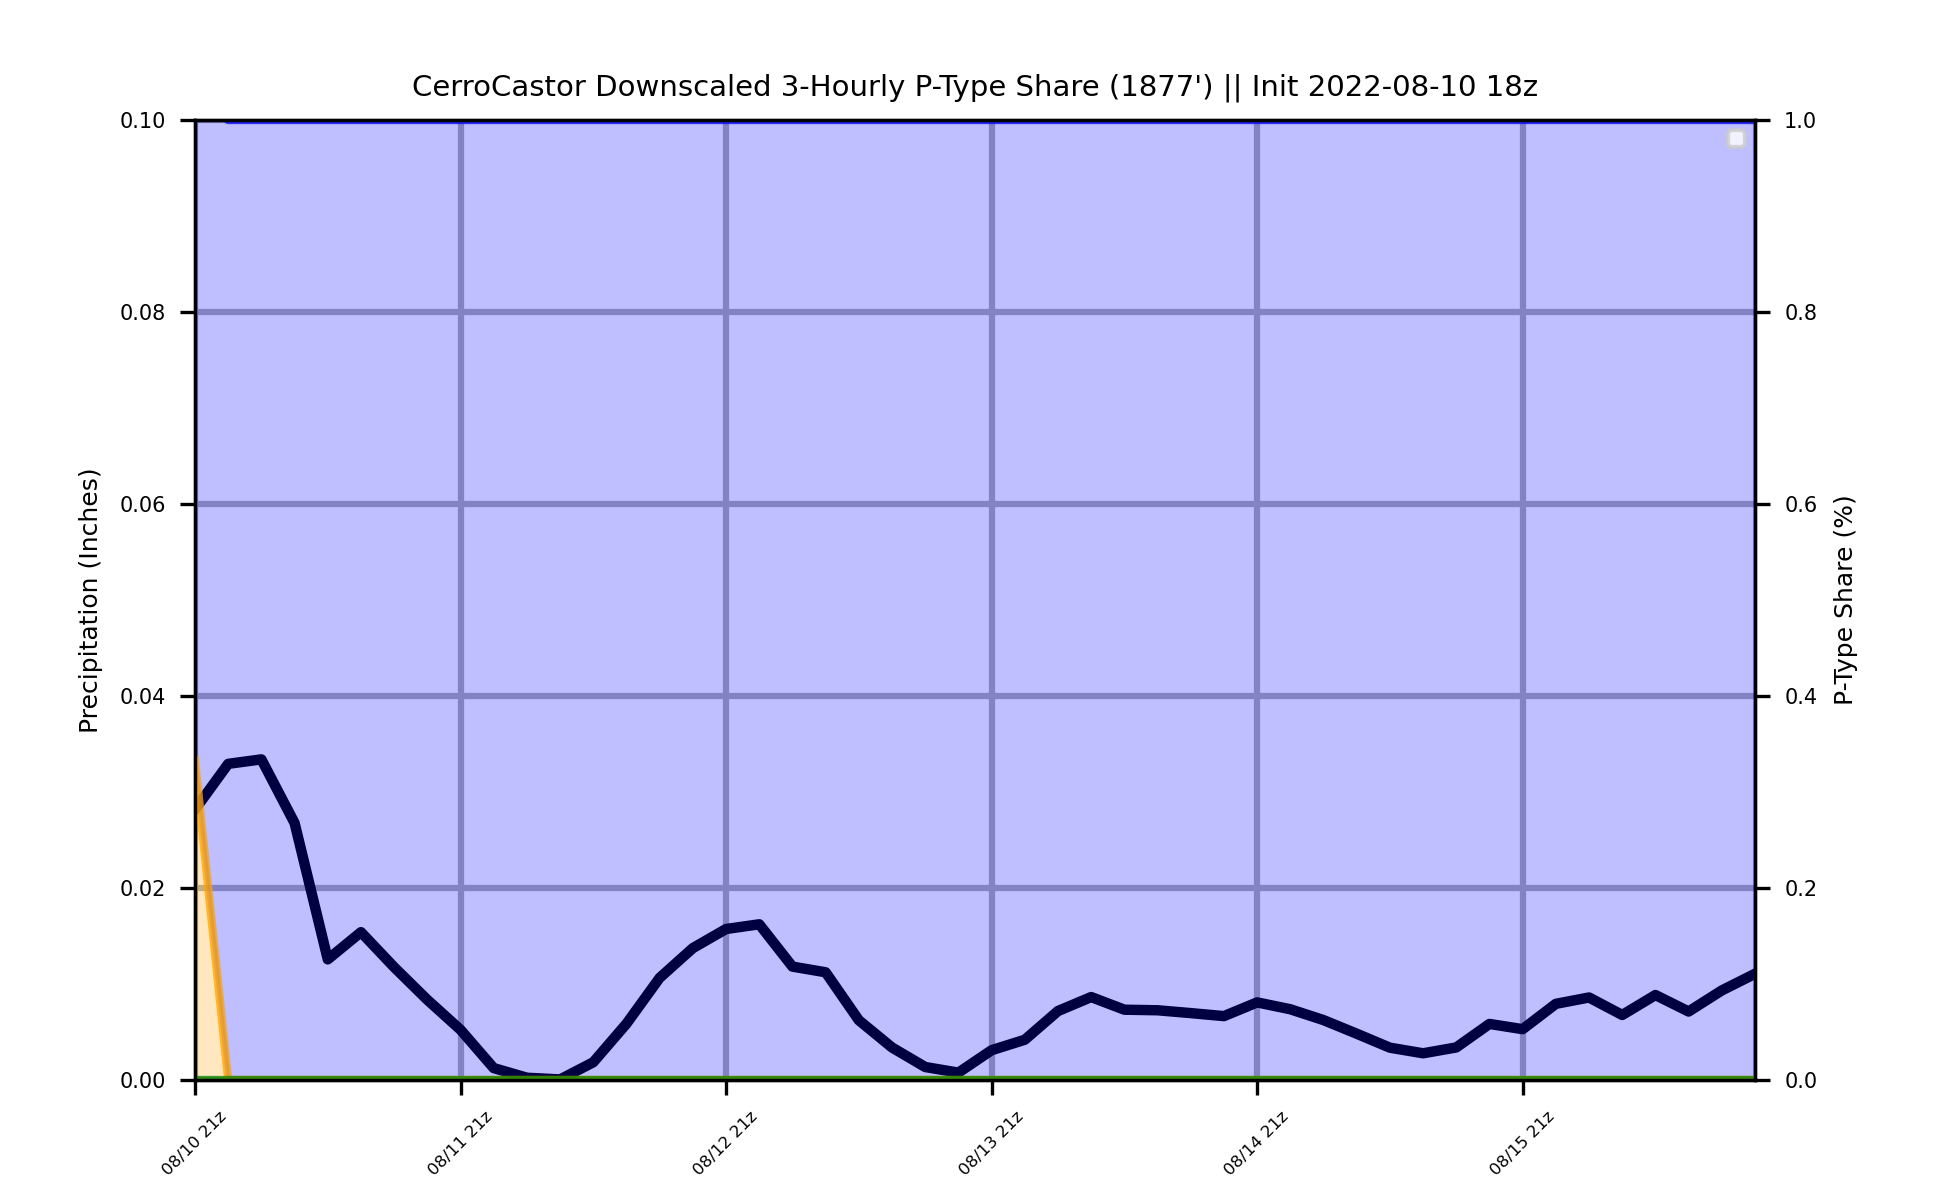 CerroCastor Downscaled 3-Hourly P-Type Share (1877') || Init 2022-08-10 18z
0.10
0.08
0.06
0.04
0.02
0.00
Precipitation (Inches)
1.0
0.8
0.6
0.4
0.2
0.0
P-Type Share (%)
08/10 21z
08/11 21z
08/12 21z
08/13 21z
08/14 21z
08/15 21z